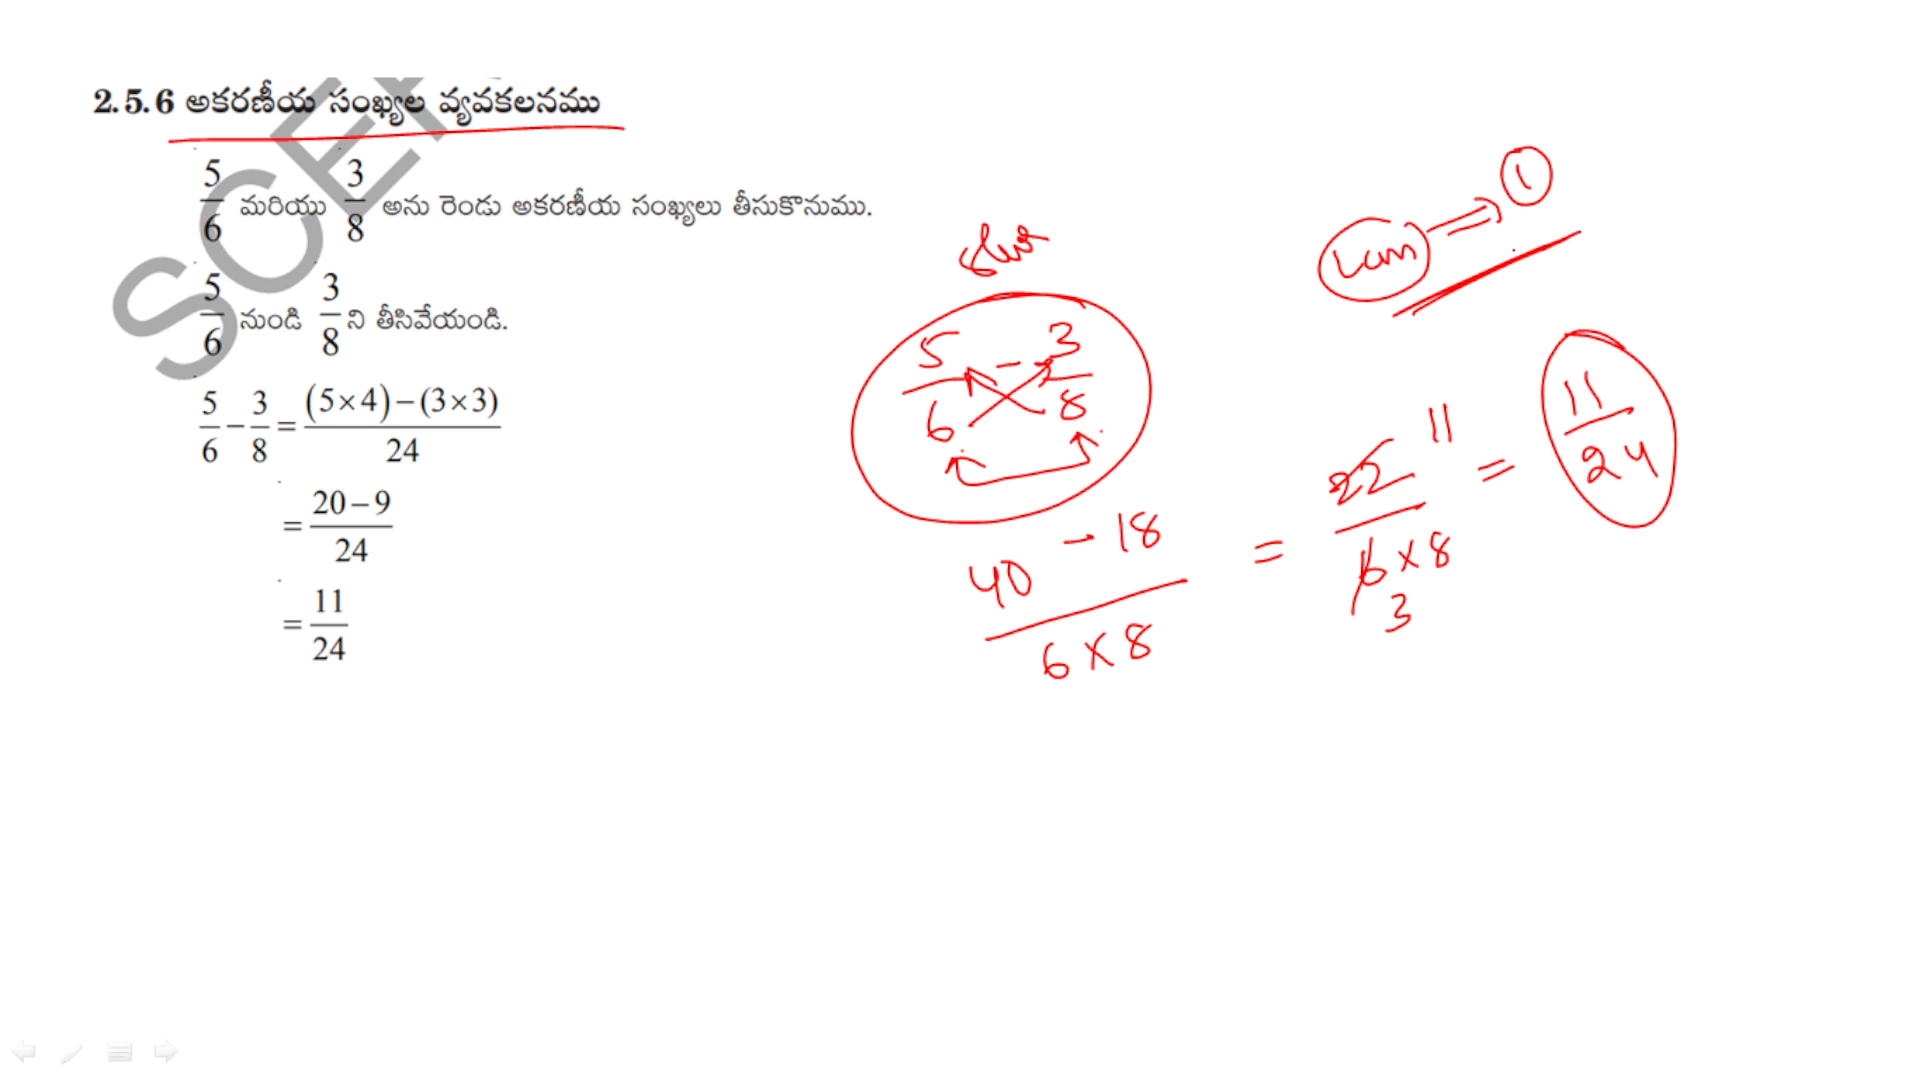 2.5.6 అకరణీయ సంఖ్యల వ్యవకలనము
5/6 మరియు 3/8 అను రెండు అకరణీయ సంఖ్యలు తీసుకొనుము.
5/6 నుండి 3/8 ని తీసివేయండి.
5/6 - 3/8 = (5×4)-(3×3)/24
= 20-9/24
= 11/24
SCE
Lcm ⇒ 1
5/6 - 3/8
40 - 18 / 6 × 8 = 22 11 / 6 × 8 3 = 11/24